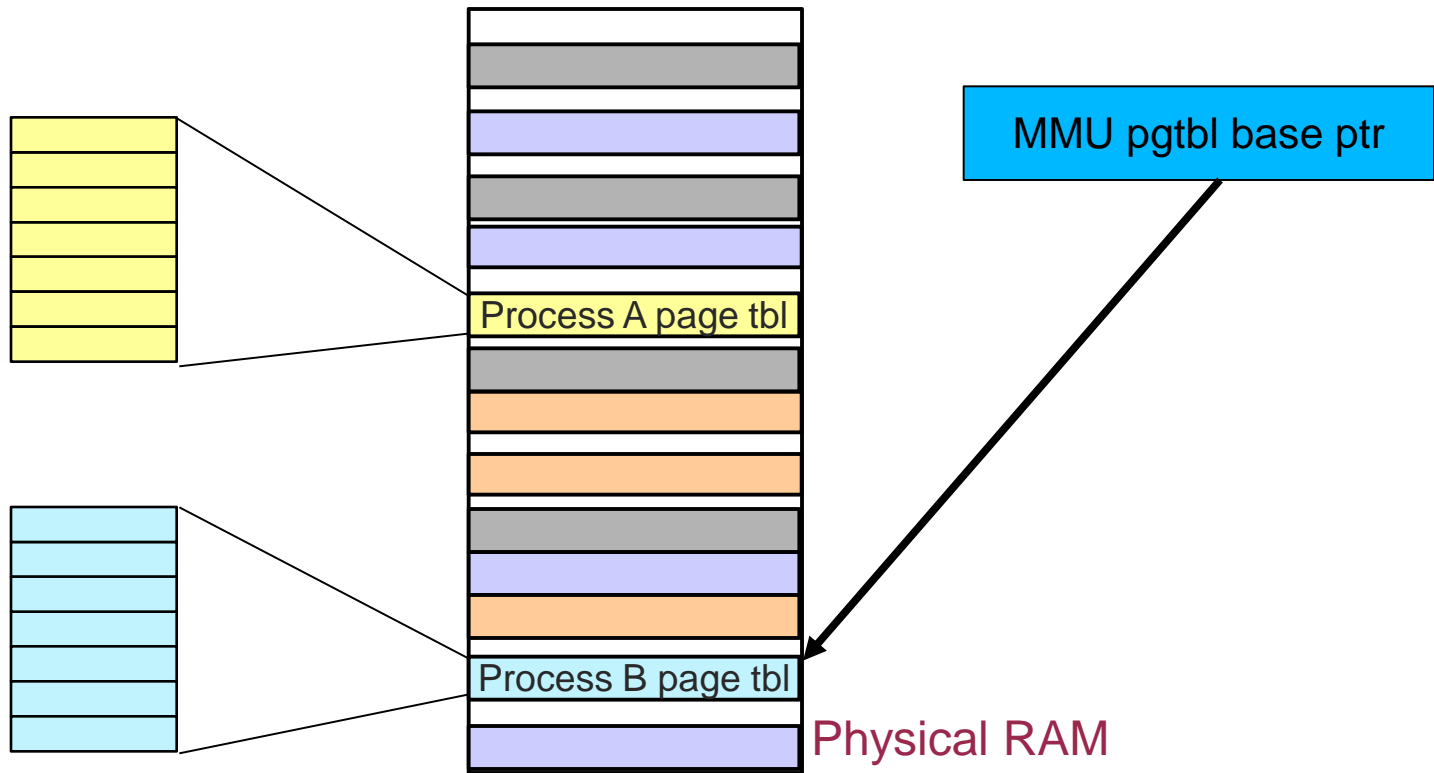 MMU pgtbl base ptr
Process A page tbl
Process B page tbl
Physical RAM